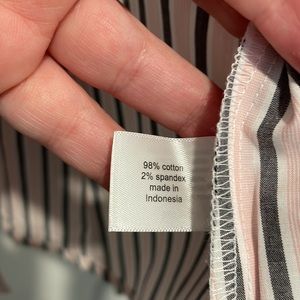 98% cotton
2% spandex
made in
Indonesia